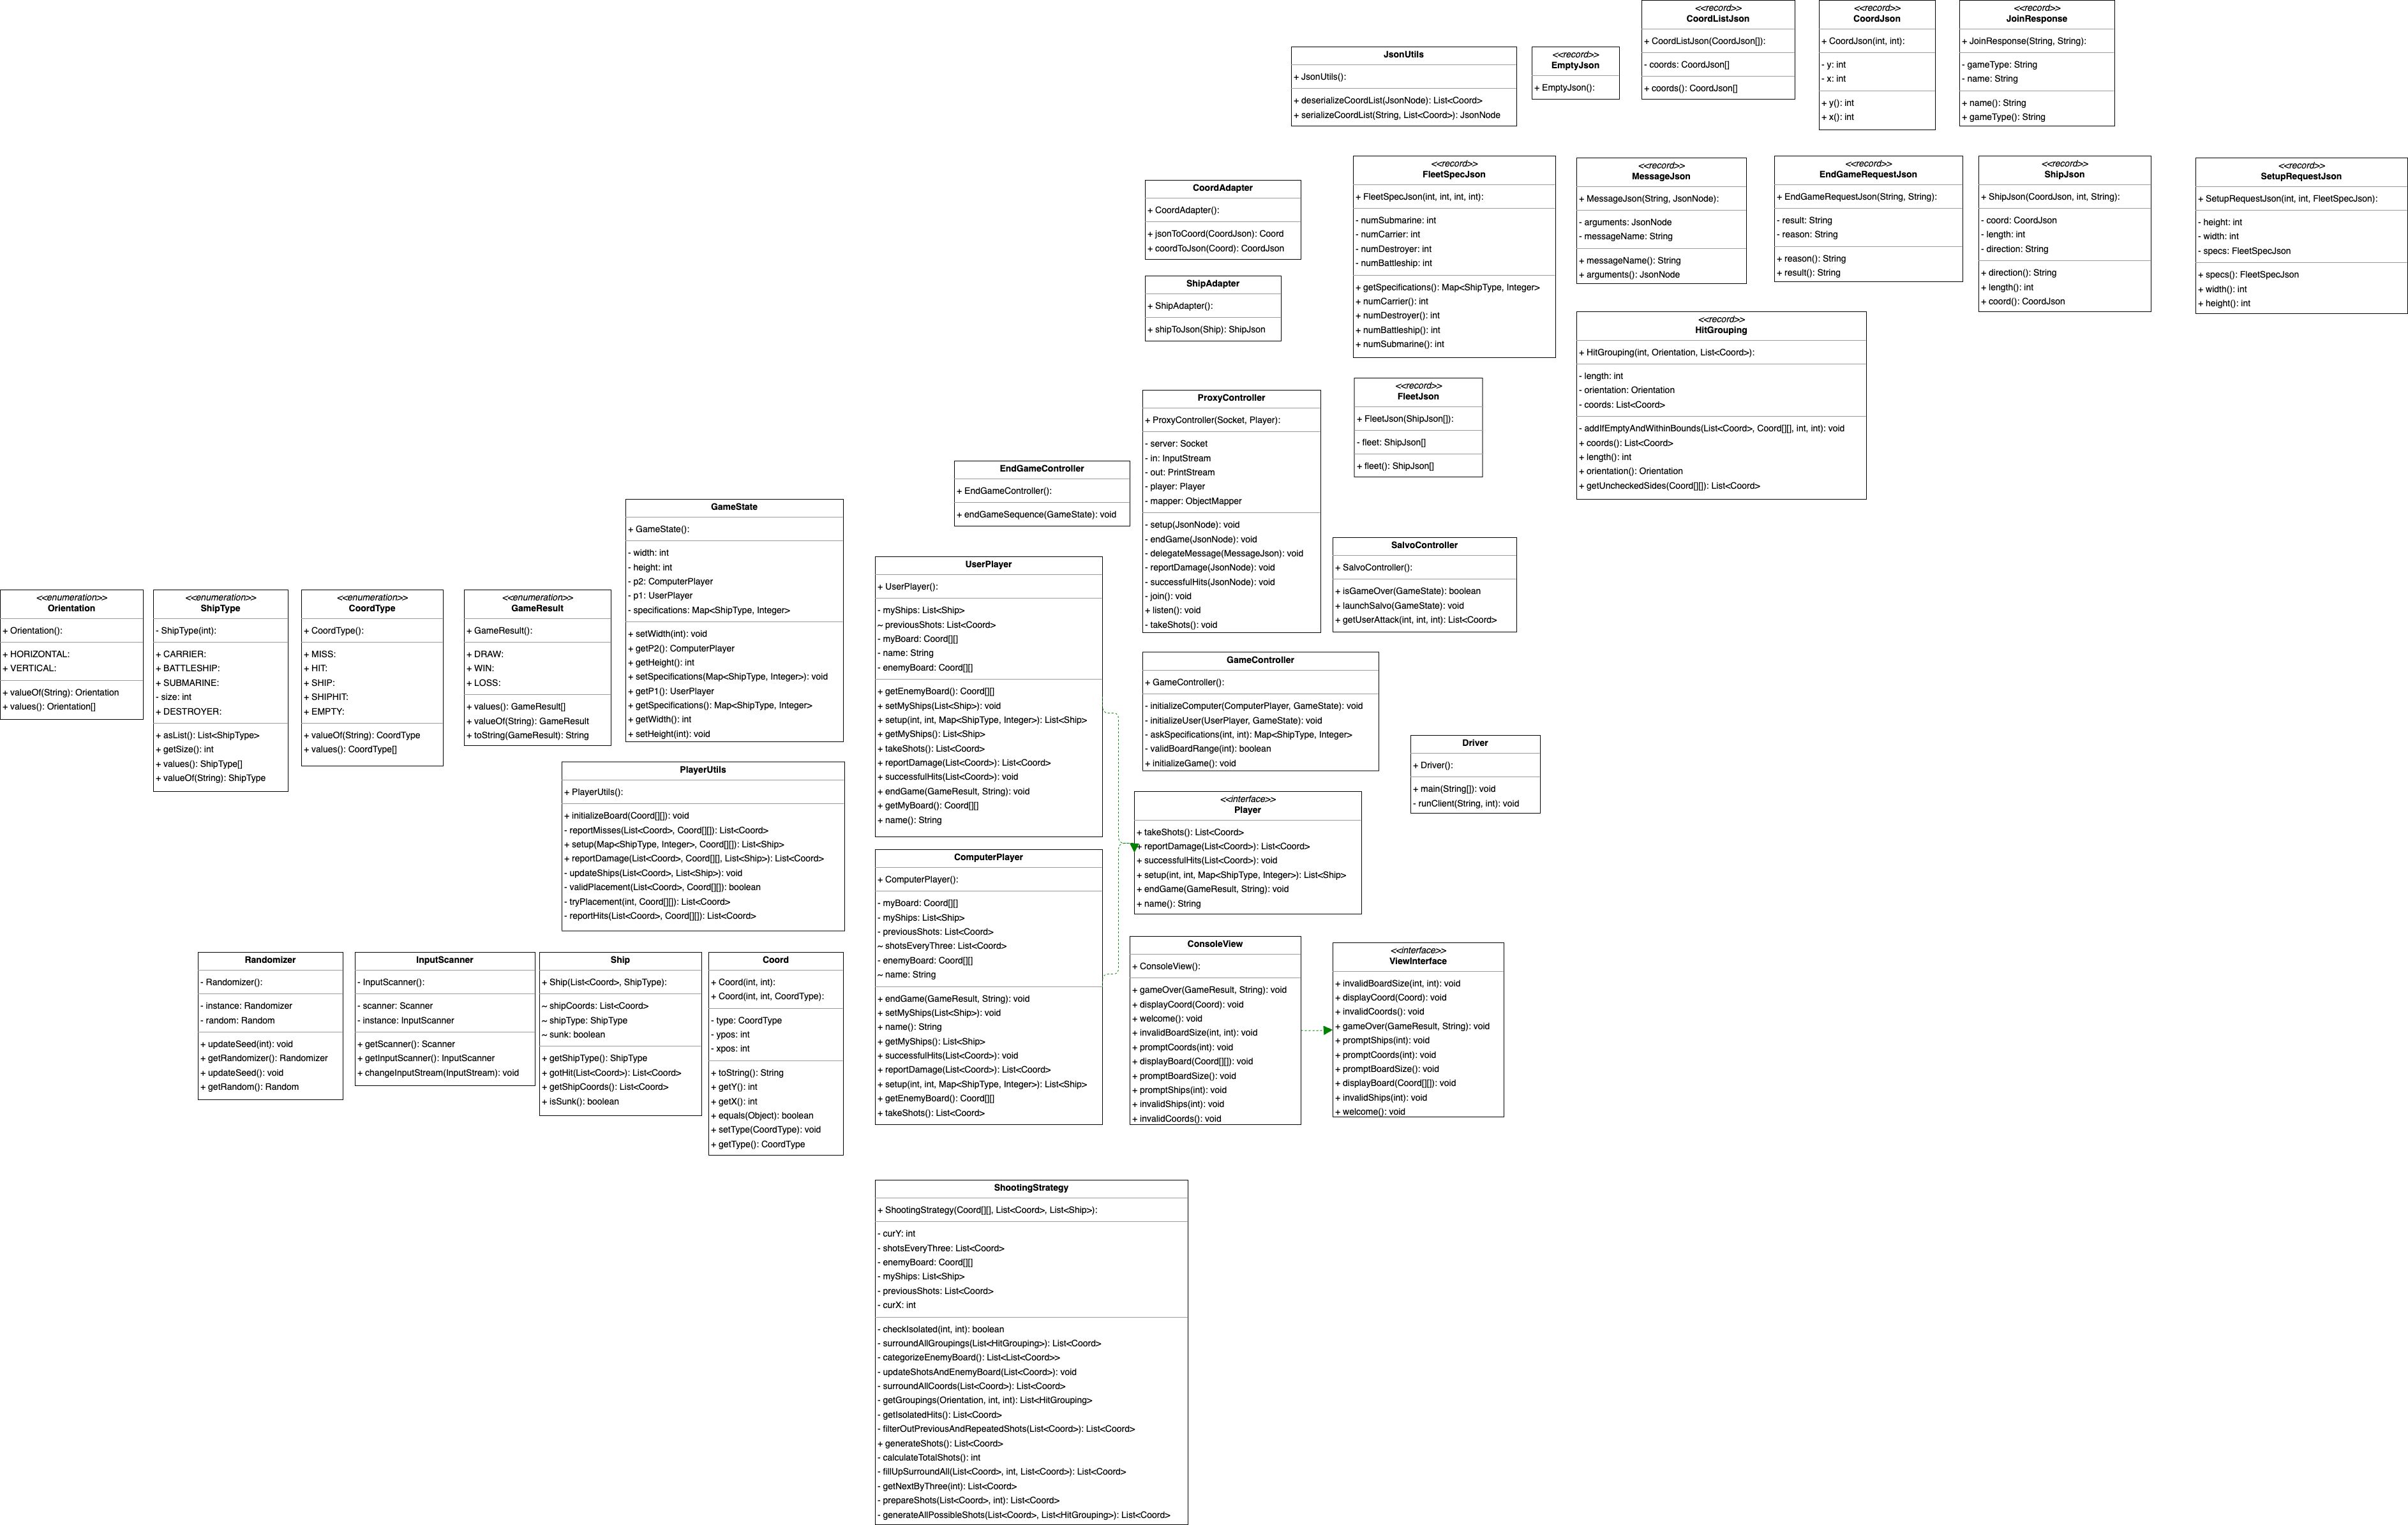 <<record>>
CoordListJson
+ CoordListJson(CoordJson[]):
- coords: CoordJson[]
+ coords(): CoordJson[]
<<record>>
CoordJson
+ CoordJson(int, int):
- y: int
- x: int
+ y(): int
+ x(): int
<<record>>
JoinResponse
+ JoinResponse(String, String):
- gameType: String
- name: String
+ name(): String
+ gameType(): String
JsonUtils
+ JsonUtils():
+ deserializeCoordList(JsonNode): List<Coord>
+ serializeCoordList(String, List<Coord>): JsonNode
<<record>>
EmptyJson
+ EmptyJson():
CoordAdapter
+ CoordAdapter():
+ jsonToCoord(CoordJson): Coord
+ coordToJson(Coord): CoordJson
ShipAdapter
+ ShipAdapter():
+ shipToJson(Ship): ShipJson
<<record>>
FleetSpecJson
+ FleetSpecJson(int, int, int, int):
- numSubmarine: int
- numCarrier: int
- numDestroyer: int
- numBattleship: int
+ getSpecifications(): Map<ShipType, Integer>
+ numCarrier(): int
+ numDestroyer(): int
+ numBattleship(): int
+ numSubmarine(): int
<<record>>
MessageJson
+ MessageJson(String, JsonNode):
- arguments: JsonNode
- messageName: String
+ messageName(): String
+ arguments(): JsonNode
<<record>>
EndGameRequestJson
+ EndGameRequestJson(String, String):
- result: String
- reason: String
+ reason(): String
+ result(): String
<<record>>
ShipJson
+ ShipJson(CoordJson, int, String):
- coord: CoordJson
- length: int
- direction: String
+ direction(): String
+ length(): int
+ coord(): CoordJson
<<record>>
SetupRequestJson
+ SetupRequestJson(int, int, FleetSpecJson):
- height: int
- width: int
- specs: FleetSpecJson
+ specs(): FleetSpecJson
+ width(): int
+ height(): int
<<record>>
HitGrouping
+ HitGrouping(int, Orientation, List<Coord>):
- length: int
- orientation: Orientation
- coords: List<Coord>
- addIfEmptyAndWithinBounds(List<Coord>, Coord[][], int, int): void
+ coords(): List<Coord>
+ length(): int
+ orientation(): Orientation
+ getUncheckedSides(Coord[][]): List<Coord>
<<record>>
FleetJson
+ FleetJson(ShipJson[]):
- fleet: ShipJson[]
+ fleet(): ShipJson[]
ProxyController
+ ProxyController(Socket, Player):
- server: Socket
- in: InputStream
- out: PrintStream
- player: Player
- mapper: ObjectMapper
- setup(JsonNode): void
- endGame(JsonNode): void
- delegateMessage(MessageJson): void
- reportDamage(JsonNode): void
- successfulHits(JsonNode): void
- join(): void
+ listen(): void
- takeShots(): void
EndGameController
+ EndGameController():
+ endGameSequence(GameState): void
SalvoController
+ SalvoController():
+ isGameOver(GameState): boolean
+ launchSalvo(GameState): void
+ getUserAttack(int, int, int): List<Coord>
<<enumeration>>
Orientation
+ Orientation():
+ HORIZONTAL:
+ VERTICAL:
+ valueOf(String): Orientation
+ values(): Orientation[]
<<enumeration>>
ShipType
- ShipType(int):
+ CARRIER:
+ BATTLESHIP:
+ SUBMARINE:
- size: int
+ DESTROYER:
+ asList(): List<ShipType>
+ getSize(): int
+ values(): ShipType[]
+ valueOf(String): ShipType
<<enumeration>>
CoordType
+ CoordType():
+ MISS:
+ HIT:
+ SHIP:
+ SHIPHIT:
+ EMPTY:
+ valueOf(String): CoordType
+ values(): CoordType[]
<<enumeration>>
GameResult
+ GameResult():
+ DRAW:
+ WIN:
+ LOSS:
+ values(): GameResult[]
+ valueOf(String): GameResult
+ toString(GameResult): String
GameState
+ GameState():
- width: int
- height: int
- p2: ComputerPlayer
- p1: UserPlayer
- specifications: Map<ShipType, Integer>
+ setWidth(int): void
+ getP2(): ComputerPlayer
+ getHeight(): int
+ setSpecifications(Map<ShipType, Integer>): void
+ getP1(): UserPlayer
+ getSpecifications(): Map<ShipType, Integer>
+ getWidth(): int
+ setHeight(int): void
UserPlayer
+ UserPlayer():
- myShips: List<Ship>
~ previousShots: List<Coord>
- myBoard: Coord[][]
- name: String
- enemyBoard: Coord[][]
+ getEnemyBoard(): Coord[][]
+ setMyShips(List<Ship>): void
+ setup(int, int, Map<ShipType, Integer>): List<Ship>
+ getMyShips(): List<Ship>
+ takeShots(): List<Coord>
+ reportDamage(List<Coord>): List<Coord>
+ successfulHits(List<Coord>): void
+ endGame(GameResult, String): void
+ getMyBoard(): Coord[][]
+ name(): String
GameController
+ GameController():
- initializeComputer(ComputerPlayer, GameState): void
- initializeUser(UserPlayer, GameState): void
- askSpecifications(int, int): Map<ShipType, Integer>
- validBoardRange(int): boolean
+ initializeGame(): void
Driver
+ Driver():
+ main(String[]): void
- runClient(String, int): void
PlayerUtils
+ PlayerUtils():
+ initializeBoard(Coord[][]): void
- reportMisses(List<Coord>, Coord[][]): List<Coord>
+ setup(Map<ShipType, Integer>, Coord[][]): List<Ship>
+ reportDamage(List<Coord>, Coord[][], List<Ship>): List<Coord>
- updateShips(List<Coord>, List<Ship>): void
- validPlacement(List<Coord>, Coord[][]): boolean
- tryPlacement(int, Coord[][]): List<Coord>
- reportHits(List<Coord>, Coord[][]): List<Coord>
<<interface>>
Player
+ takeShots(): List<Coord>
+ reportDamage(List<Coord>): List<Coord>
+ successfulHits(List<Coord>): void
+ setup(int, int, Map<ShipType, Integer>): List<Ship>
+ endGame(GameResult, String): void
+ name(): String
ComputerPlayer
+ ComputerPlayer():
- myBoard: Coord[][]
- myShips: List<Ship>
- previousShots: List<Coord>
~ shotsEveryThree: List<Coord>
- enemyBoard: Coord[][]
~ name: String
+ endGame(GameResult, String): void
+ setMyShips(List<Ship>): void
+ name(): String
+ getMyShips(): List<Ship>
+ successfulHits(List<Coord>): void
+ reportDamage(List<Coord>): List<Coord>
+ setup(int, int, Map<ShipType, Integer>): List<Ship>
+ getEnemyBoard(): Coord[][]
+ takeShots(): List<Coord>
Randomizer
- Randomizer():
- instance: Randomizer
- random: Random
+ updateSeed(int): void
+ getRandomizer(): Randomizer
+ updateSeed(): void
+ getRandom(): Random
InputScanner
- InputScanner():
- scanner: Scanner
- instance: InputScanner
+ getScanner(): Scanner
+ getInputScanner(): InputScanner
+ changeInputStream(InputStream): void
Ship
+ Ship(List<Coord>, ShipType):
~ shipCoords: List<Coord>
~ shipType: ShipType
~ sunk: boolean
+ getShipType(): ShipType
+ gotHit(List<Coord>): List<Coord>
+ getShipCoords(): List<Coord>
+ isSunk(): boolean
Coord
+ Coord(int, int):
+ Coord(int, int, CoordType):
- type: CoordType
- ypos: int
- xpos: int
+ toString(): String
+ getY(): int
+ getX(): int
+ equals(Object): boolean
+ setType(CoordType): void
+ getType(): CoordType
ConsoleView
+ ConsoleView():
+ gameOver(GameResult, String): void
+ displayCoord(Coord): void
+ welcome(): void
+ invalidBoardSize(int, int): void
+ promptCoords(int): void
+ displayBoard(Coord[][]): void
+ promptBoardSize(): void
+ promptShips(int): void
+ invalidShips(int): void
+ invalidCoords(): void
<<interface>>
ViewInterface
+ invalidBoardSize(int, int): void
+ displayCoord(Coord): void
+ invalidCoords(): void
+ gameOver(GameResult, String): void
+ promptShips(int): void
+ promptCoords(int): void
+ promptBoardSize(): void
+ displayBoard(Coord[][]): void
+ invalidShips(int): void
+ welcome(): void
ShootingStrategy
+ ShootingStrategy(Coord[][], List<Coord>, List<Ship>):
- curY: int
- shotsEveryThree: List<Coord>
- enemyBoard: Coord[][]
- myShips: List<Ship>
- previousShots: List<Coord>
- curX: int
- checkIsolated(int, int): boolean
- surroundAllGroupings(List<HitGrouping>): List<Coord>
- categorizeEnemyBoard(): List<List<Coord>>
- updateShotsAndEnemyBoard(List<Coord>): void
- surroundAllCoords(List<Coord>): List<Coord>
- getGroupings(Orientation, int, int): List<HitGrouping>
- getIsolatedHits(): List<Coord>
- filterOutPreviousAndRepeatedShots(List<Coord>): List<Coord>
+ generateShots(): List<Coord>
- calculateTotalShots(): int
- fillUpSurroundAll(List<Coord>, int, List<Coord>): List<Coord>
- getNextByThree(int): List<Coord>
- prepareShots(List<Coord>, int): List<Coord>
- generateAllPossibleShots(List<Coord>, List<HitGrouping>): List<Coord>